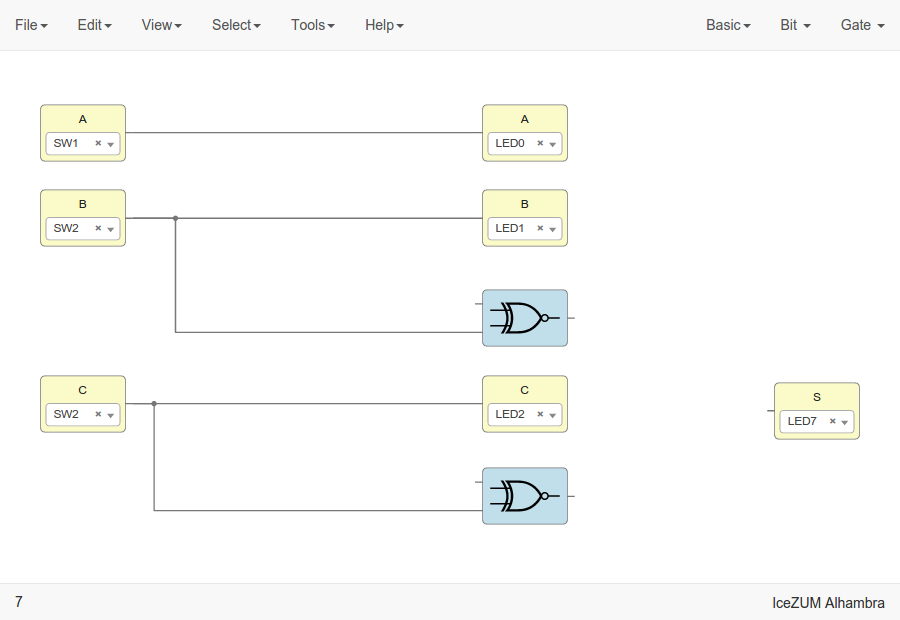 File Edit View Select Tools Help Basic Bit Gate
A
SW1 ×
A
LED0 ×
B
SW2 ×
B
LED1 ×
C
SW2 ×
C
LED2 ×
S
LED7 ×
7
IceZUM Alhambra